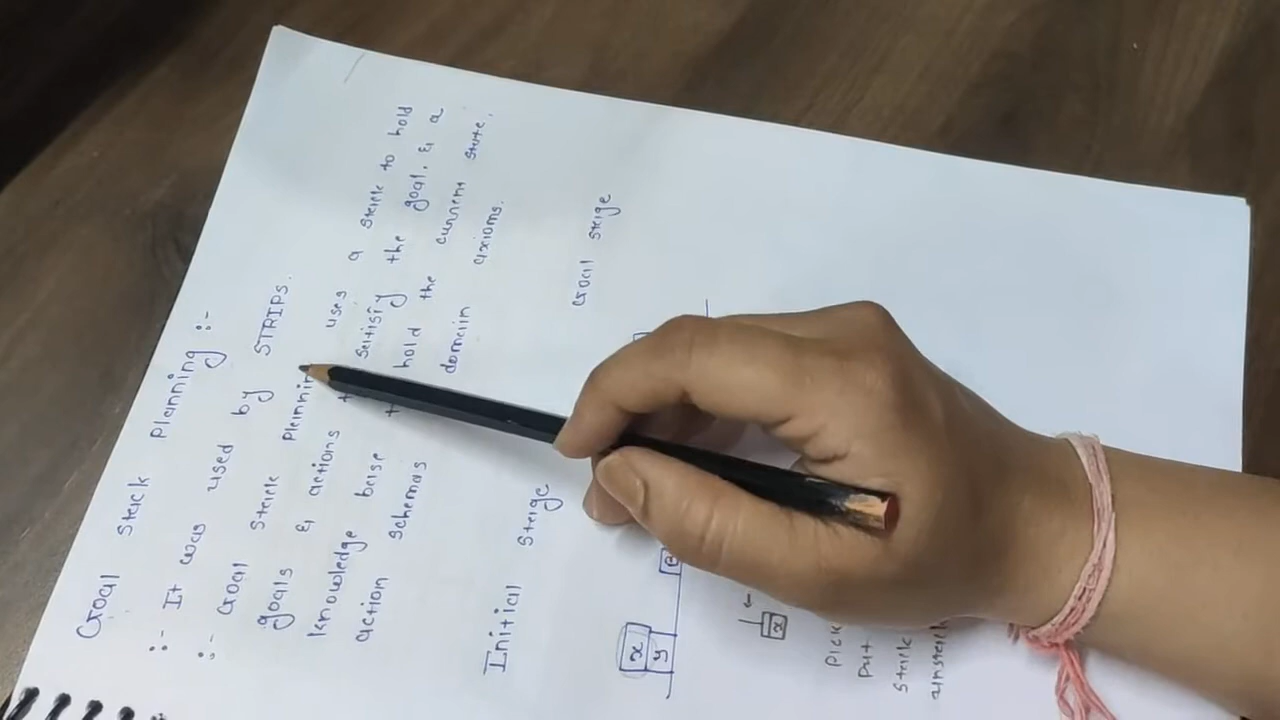 Goal stack planning :-
:- It was used by STRIPS.
:- Goal stack planning uses a stack to hold
goals & actions satisfy the goal. & a
knowledge base hold the current state,
action schemas domain axioms.
Initial stage goal stage
x
y
B
x
pick
put
stack
unstack